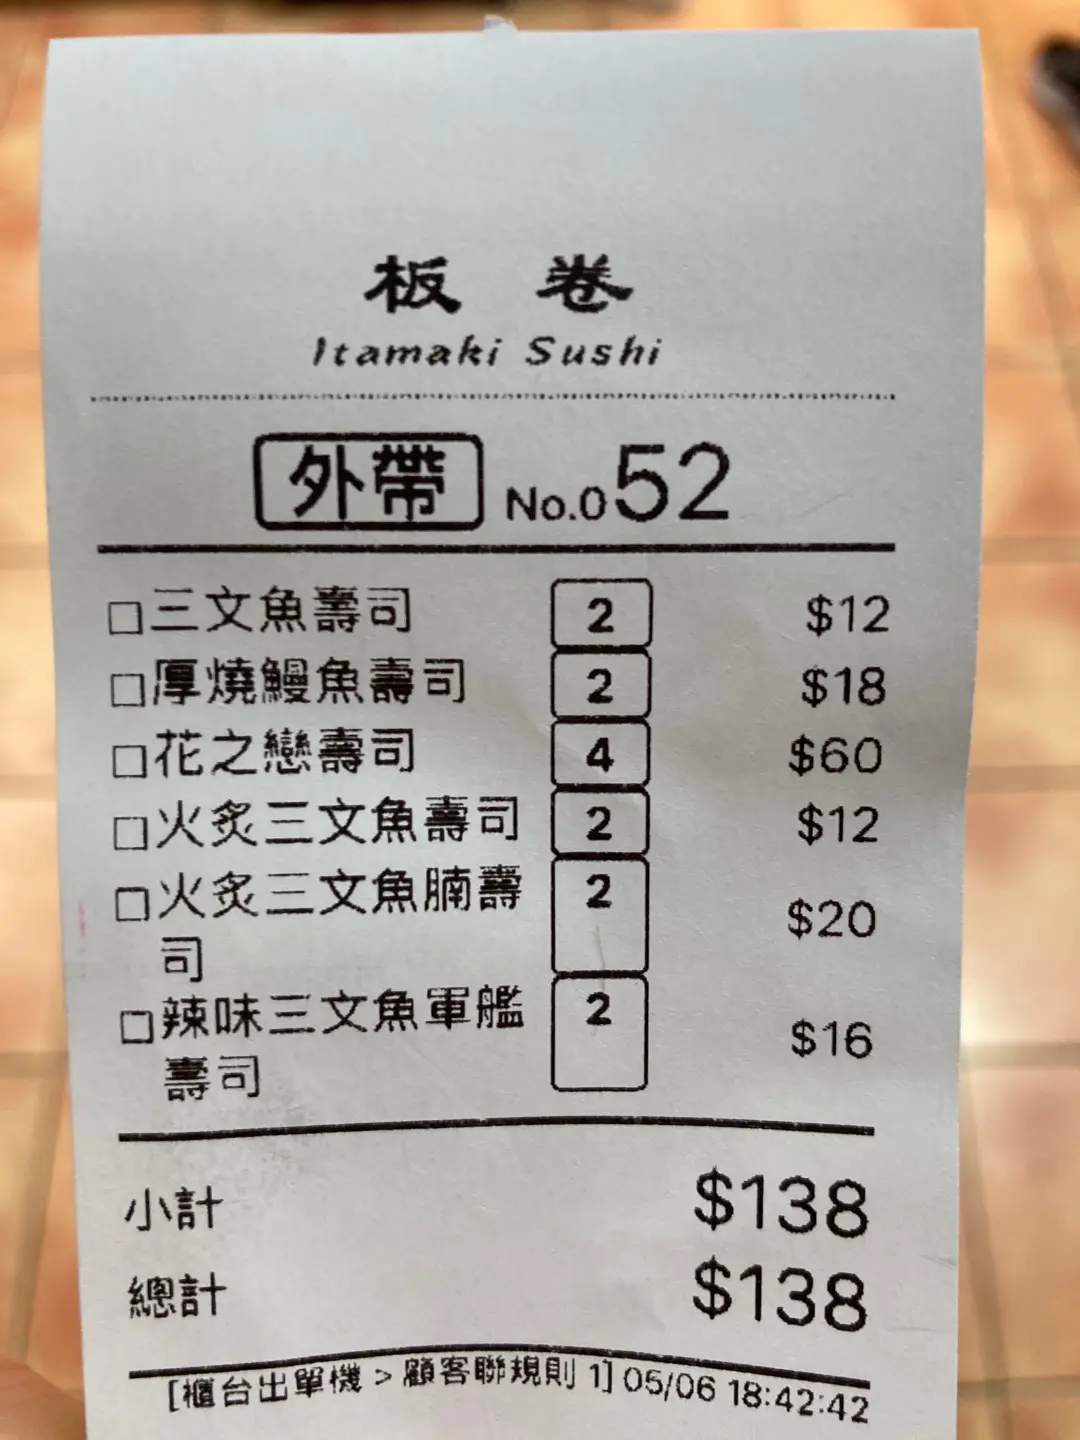 板 卷
Itamaki Sushi
外帶 No.052
□三文魚壽司 2 $12
□厚燒鰻魚壽司 2 $18
□花之戀壽司 4 $60
□火炙三文魚壽司 2 $12
□火炙三文魚腩壽 2 $20
司
□辣味三文魚軍艦 2 $16
壽司
小計 $138
總計 $138
[櫃台出單機 > 顧客聯規則 1] 05/06 18:42:42